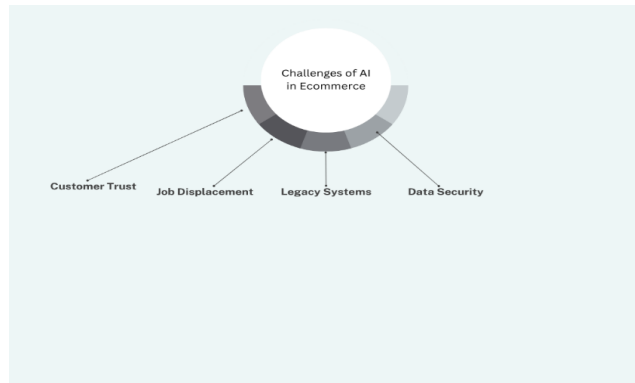 Challenges of AI
in Ecommerce
Customer Trust
Job Displacement
Legacy Systems
Data Security